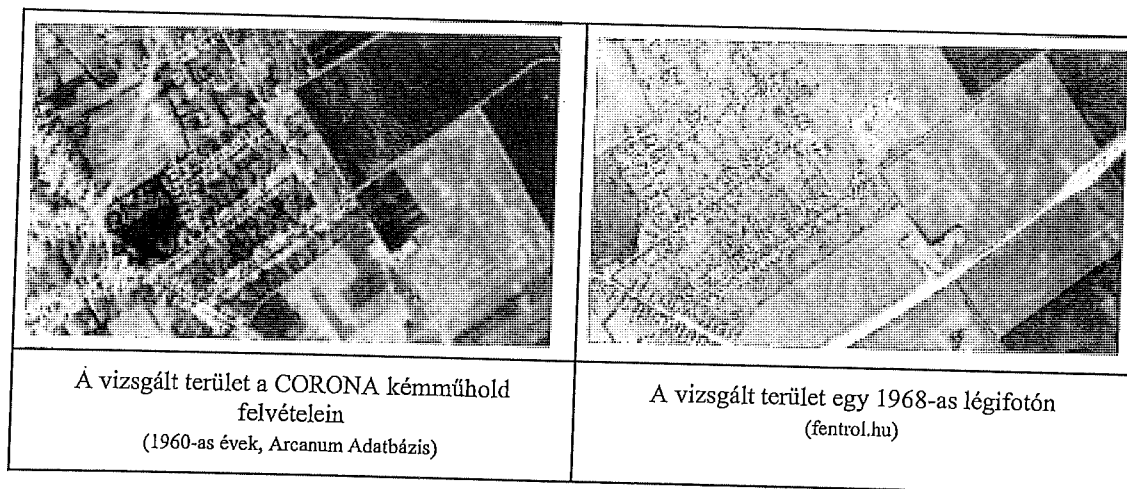 A vizsgált terület a CORONA kémműhold
felvételein
(1960-as évek, Arcanum Adatbázis)
A vizsgált terület egy 1968-as légifotón
(fentrol.hu)